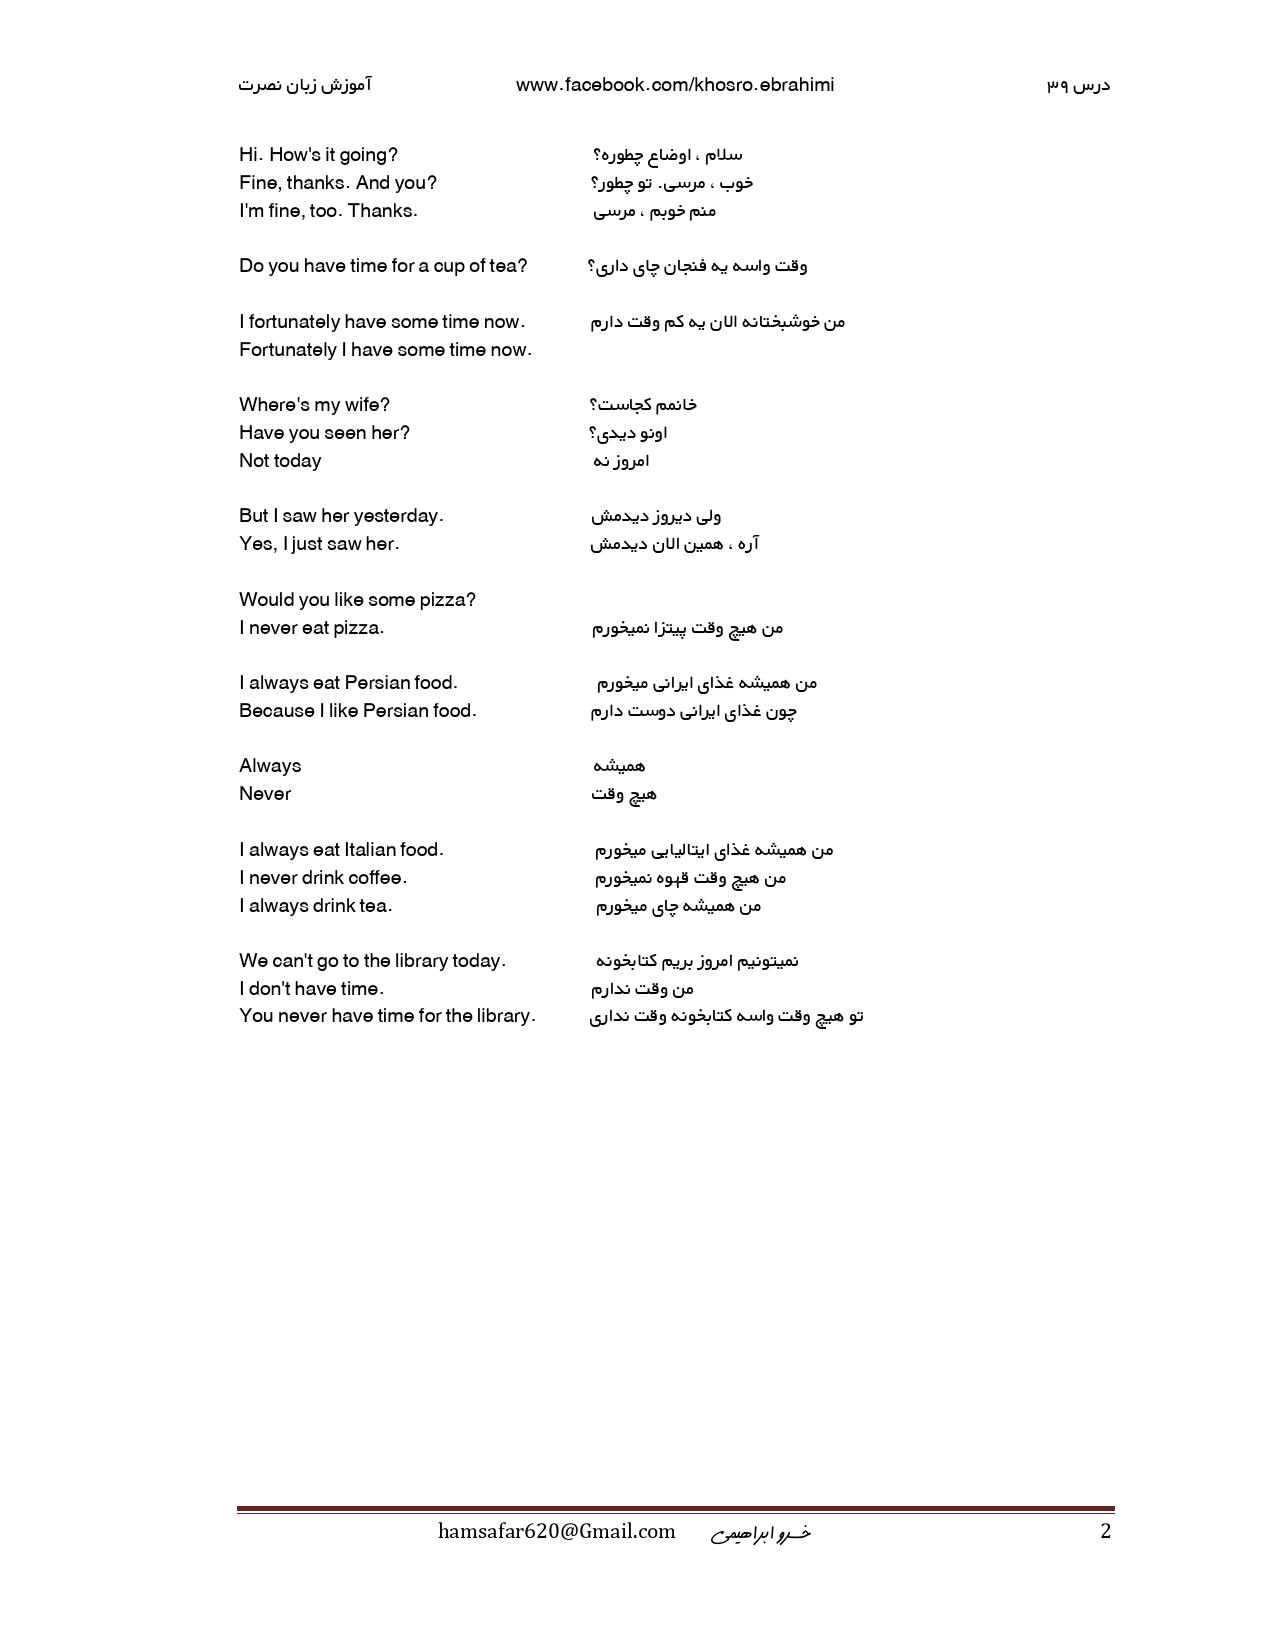 آموزش زبان نصرت www.facebook.com/khosro.ebrahimi درس ۳۹
Hi. How's it going? سلام ، اوضاع چطوره؟
Fine, thanks. And you? خوب ، مرسی. تو چطور؟
I'm fine, too. Thanks. منم خوبم ، مرسی
Do you have time for a cup of tea? وقت واسه یه فنجان چای داری؟
I fortunately have some time now. من خوشبختانه الان یه کم وقت دارم
Fortunately I have some time now.
Where's my wife? خانمم کجاست؟
Have you seen her? اونو دیدی؟
Not today امروز نه
But I saw her yesterday. ولی دیروز دیدمش
Yes, I just saw her. آره ، همین الان دیدمش
Would you like some pizza?
I never eat pizza. من هیچ وقت پیتزا نمیخورم
I always eat Persian food. من همیشه غذای ایرانی میخورم
Because I like Persian food. چون غذای ایرانی دوست دارم
Always همیشه
Never هیچ وقت
I always eat Italian food. من همیشه غذای ایتالیایی میخورم
I never drink coffee. من هیچ وقت قهوه نمیخورم
I always drink tea. من همیشه چای میخورم
We can't go to the library today. نمیتونیم امروز بریم کتابخونه
I don't have time. من وقت ندارم
You never have time for the library. تو هیچ وقت واسه کتابخونه وقت نداری
hamsafar620@Gmail.com خسرو ابراهیمی 2